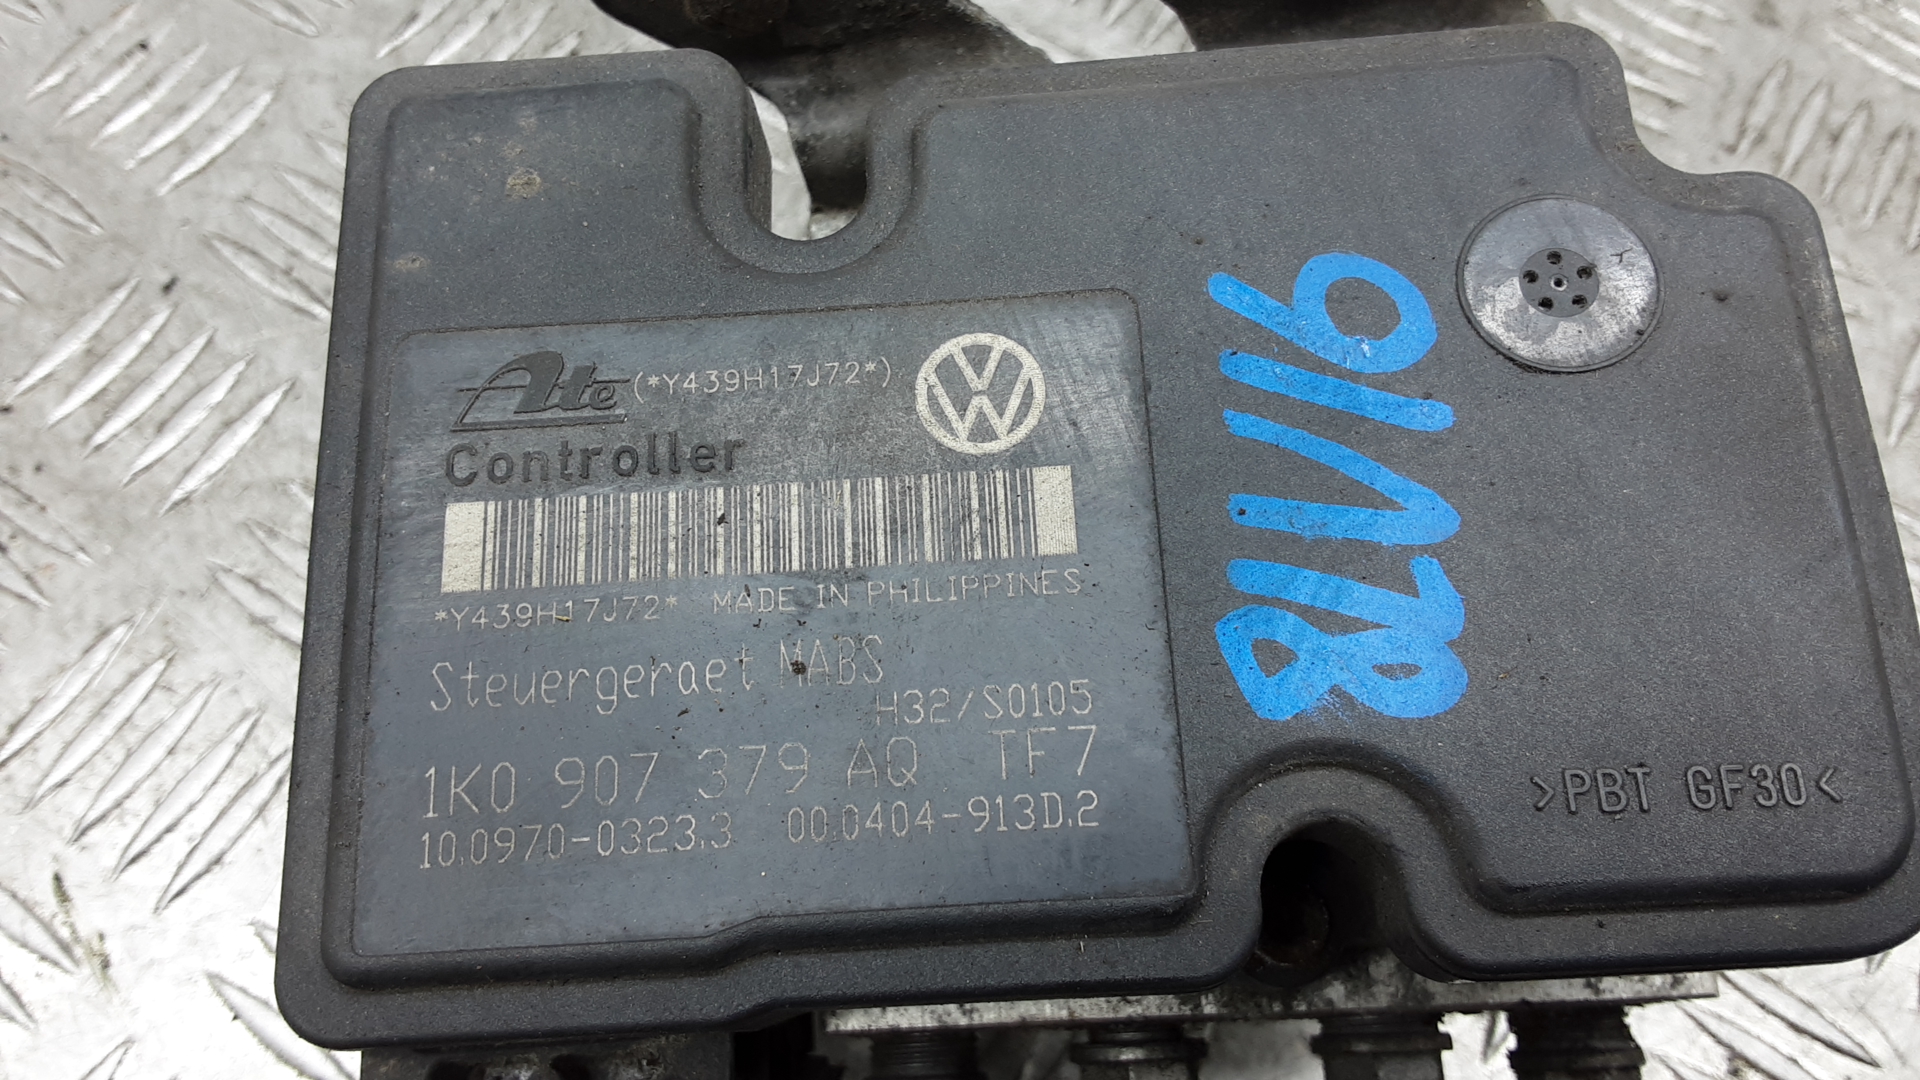 Ate (*Y439H17J72*)
Controller
*Y439H17J72* MADE IN PHILIPPINES
Steuergeraet MABS
H32/S0105
1K0 907 379 AQ TF7
10.0970-0323.3 00.0404-913D.2
>PBT GF30<